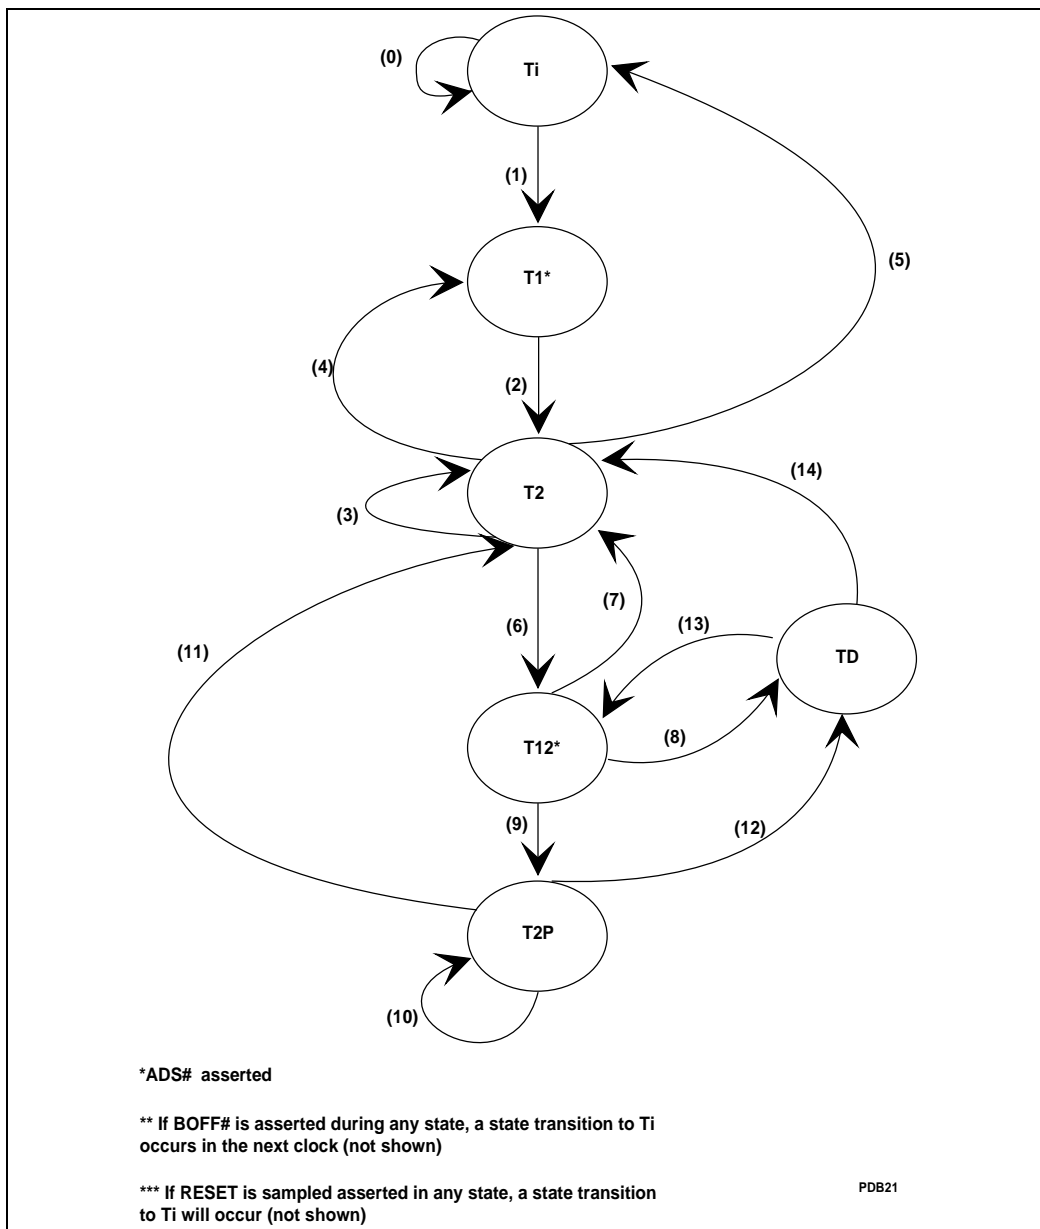 (0)
Ti
(1)
T1*
(5)
(4)
(2)
(14)
T2
(3)
(7)
(6)
(13)
(11)
TD
(8)
T12*
(9)
(12)
T2P
(10)
*ADS# asserted
** If BOFF# is asserted during any state, a state transition to Ti
occurs in the next clock (not shown)
*** If RESET is sampled asserted in any state, a state transition
to Ti will occur (not shown)
PDB21